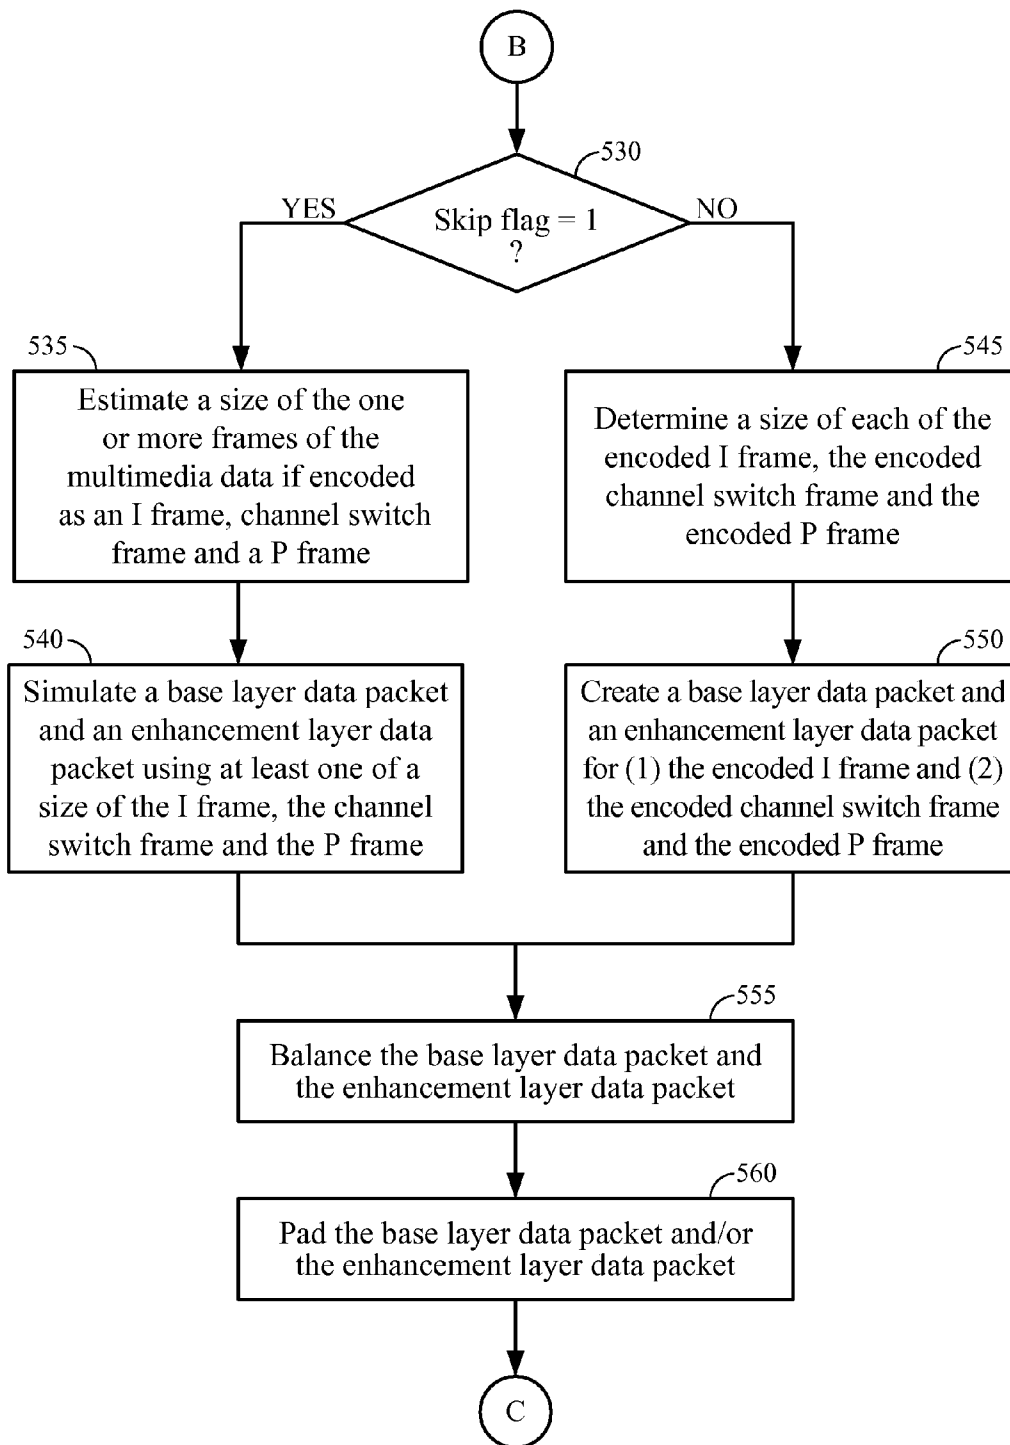 B
530
YES
Skip flag = 1
?
NO
535
Estimate a size of the one
or more frames of the
multimedia data if encoded
as an I frame, channel switch
frame and a P frame
545
Determine a size of each of the
encoded I frame, the encoded
channel switch frame and the
encoded P frame
540
Simulate a base layer data packet
and an enhancement layer data
packet using at least one of a
size of the I frame, the channel
switch frame and the P frame
550
Create a base layer data packet and
an enhancement layer data packet
for (1) the encoded I frame and (2)
the encoded channel switch frame
and the encoded P frame
555
Balance the base layer data packet and
the enhancement layer data packet
560
Pad the base layer data packet and/or
the enhancement layer data packet
C